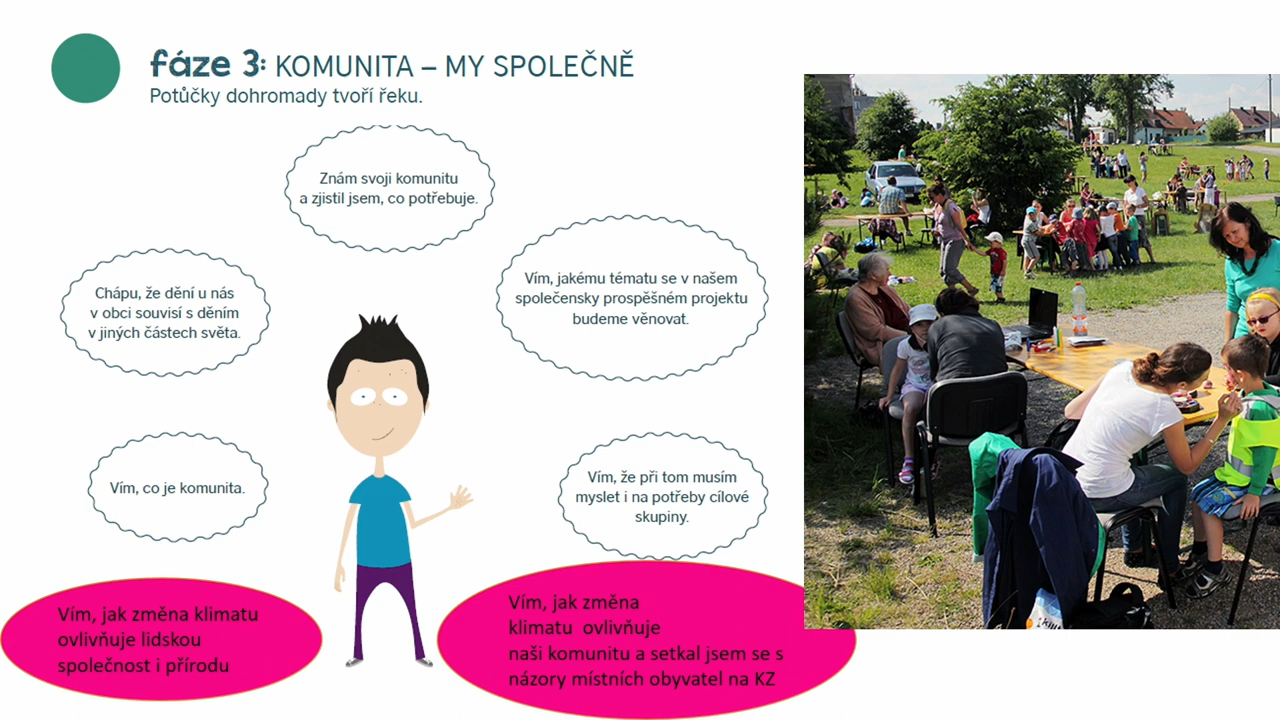 fáze 3: KOMUNITA – MY SPOLEČNĚ
Potůčky dohromady tvoří řeku.
Znám svoji komunitu
a zjistil jsem, co potřebuje.
Chápu, že dění u nás
v obci souvisí s děním
v jiných částech světa.
Vím, jakému tématu se v našem
společensky prospěšném projektu
budeme věnovat.
Vím, co je komunita.
Vím, že při tom musím
myslet i na potřeby cílové
skupiny.
Vím, jak změna klimatu
ovlivňuje lidskou
společnost i přírodu
Vím, jak změna
klimatu ovlivňuje
naši komunitu a setkal jsem se s
názory místních obyvatel na KZ